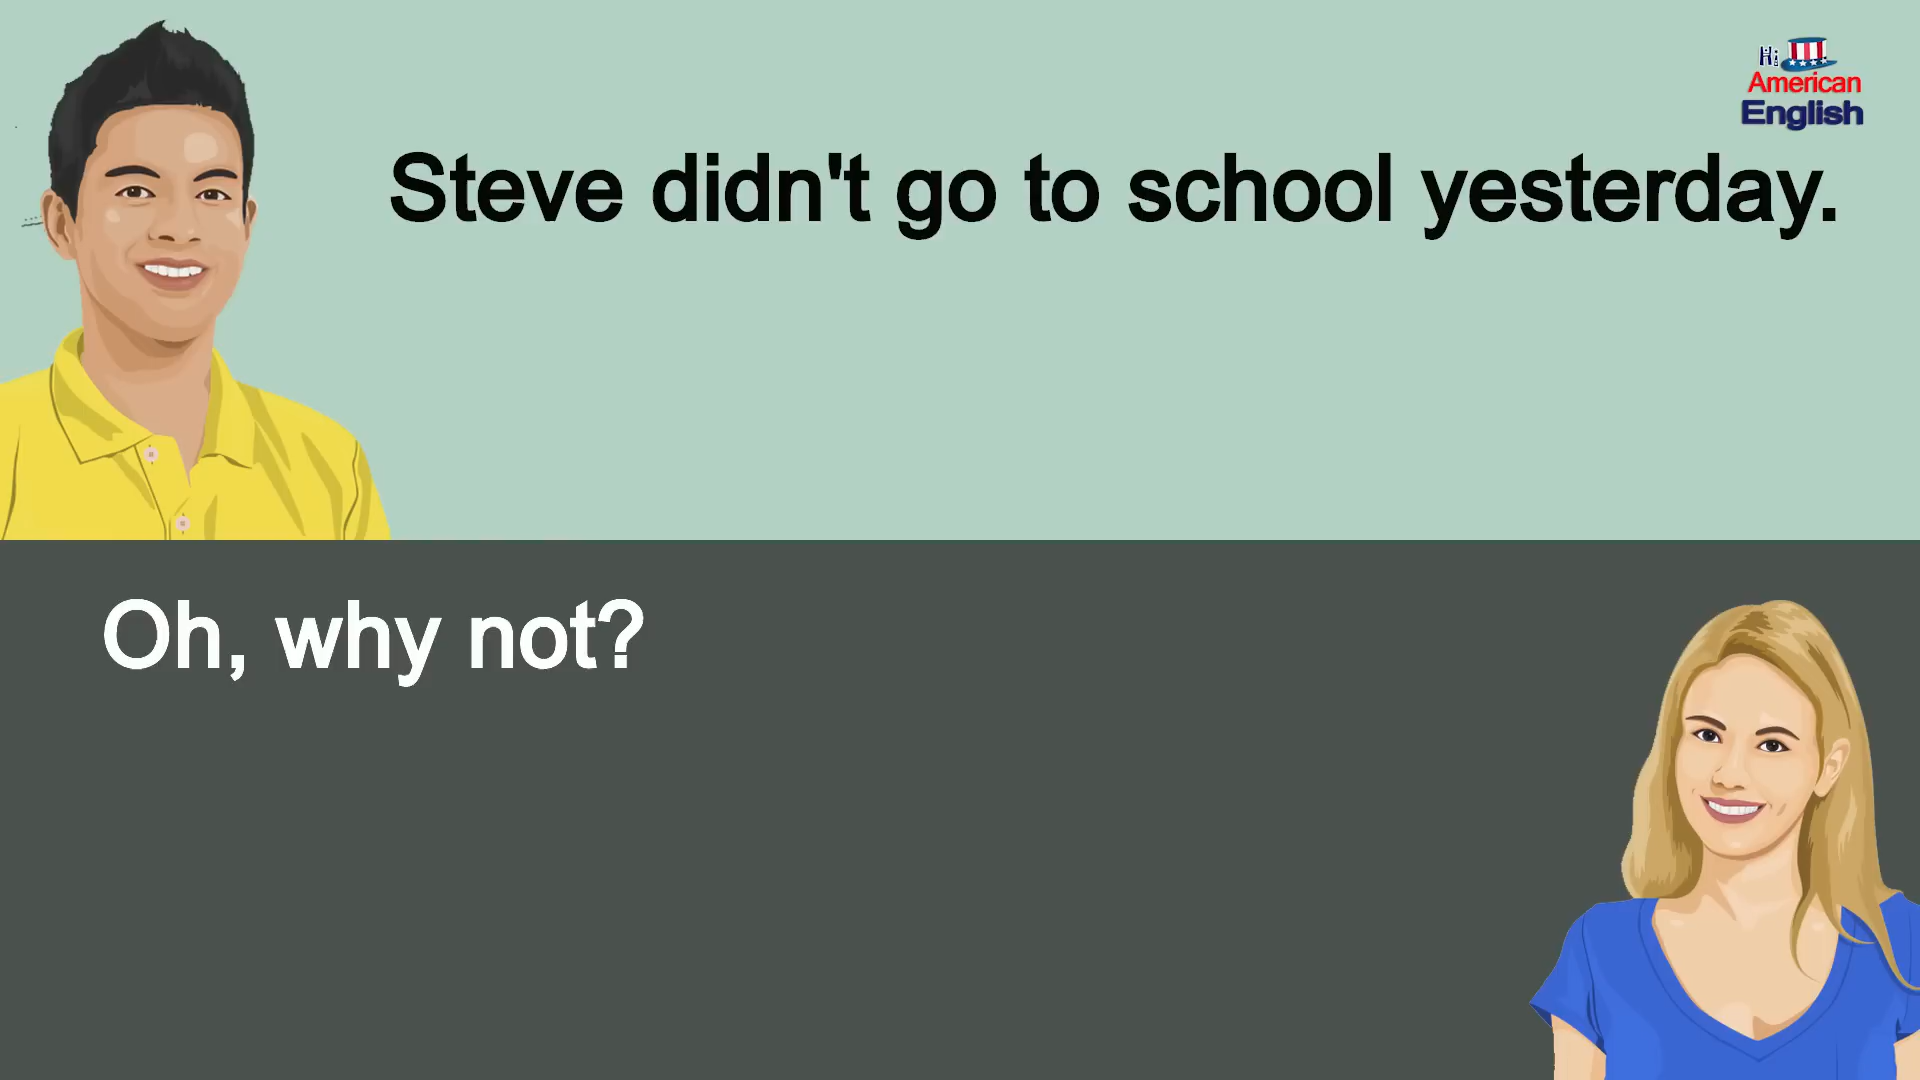 Hi
American
English
Steve didn't go to school yesterday.
Oh, why not?